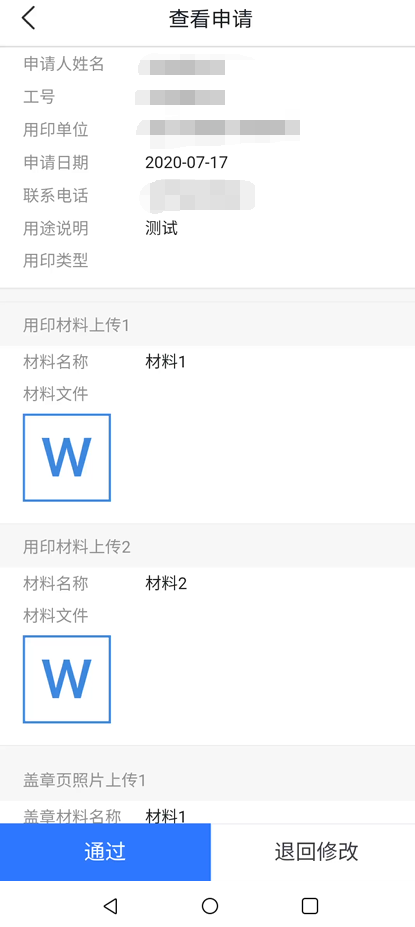 查看申请
申请人姓名
工号
用印单位
申请日期 2020-07-17
联系电话
用途说明 测试
用印类型
用印材料上传1
材料名称 材料1
材料文件
W
用印材料上传2
材料名称 材料2
材料文件
W
盖章页照片上传1
盖章材料名称 材料1
通过 退回修改